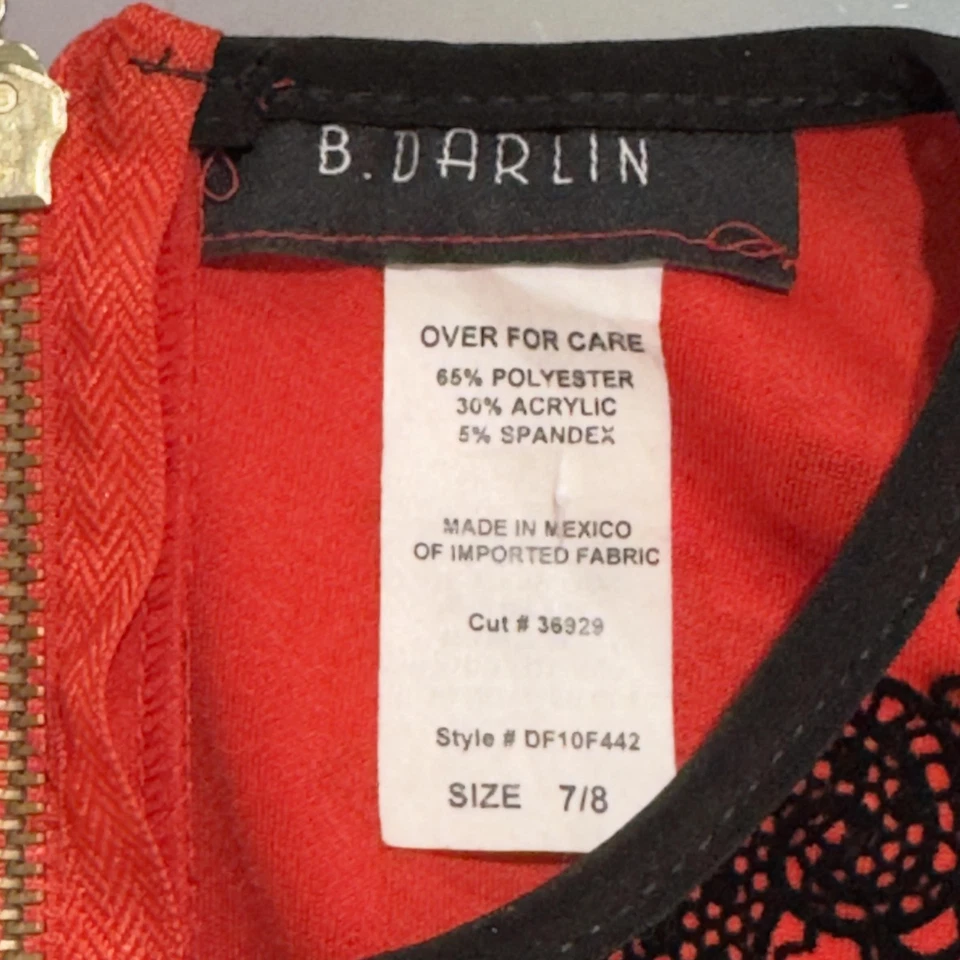 B. DARLIN
OVER FOR CARE
65% POLYESTER
30% ACRYLIC
5% SPANDEX
MADE IN MEXICO
OF IMPORTED FABRIC
Cut # 36929
Style # DF10F442
SIZE 7/8